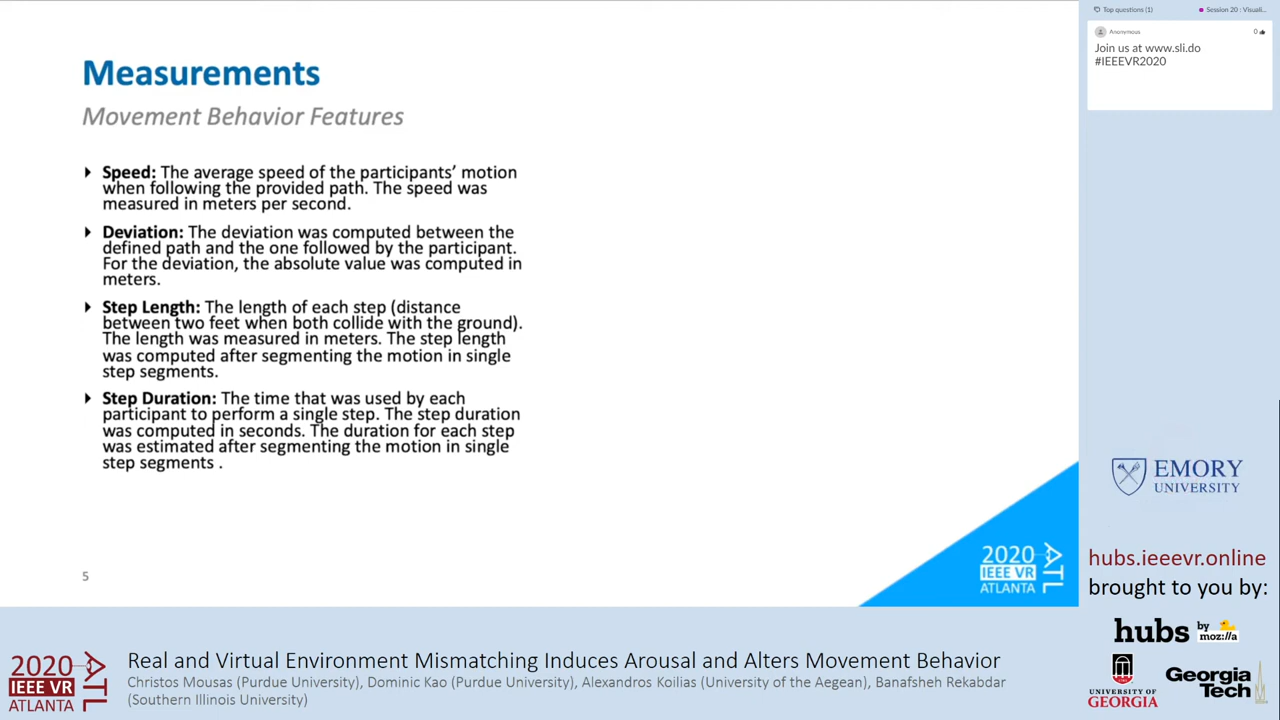 Measurements
Movement Behavior Features
Speed: The average speed of the participants’ motion
when following the provided path. The speed was
measured in meters per second.
Deviation: The deviation was computed between the
defined path and the one followed by the participant.
For the deviation, the absolute value was computed in
meters.
Step Length: The length of each step (distance
between two feet when both collide with the ground).
The length was measured in meters. The step length
was computed after segmenting the motion in single
step segments.
Step Duration: The time that was used by each
participant to perform a single step. The step duration
was computed in seconds. The duration for each step
was estimated after segmenting the motion in single
step segments .
5
2020
IEEE VR
ATLANTA
ATL
Top questions (1)
Session 20 : Visuali...
Anonymous
0
Join us at www.sli.do
#IEEEVR2020
EMORY
UNIVERSITY
hubs.ieeevr.online
brought to you by:
hubs by moz://a
UNIVERSITY OF
GEORGIA
Georgia
Tech
2020
IEEE VR
ATLANTA
ATL
Real and Virtual Environment Mismatching Induces Arousal and Alters Movement Behavior
Christos Mousas (Purdue University), Dominic Kao (Purdue University), Alexandros Koilias (University of the Aegean), Banafsheh Rekabdar
(Southern Illinois University)